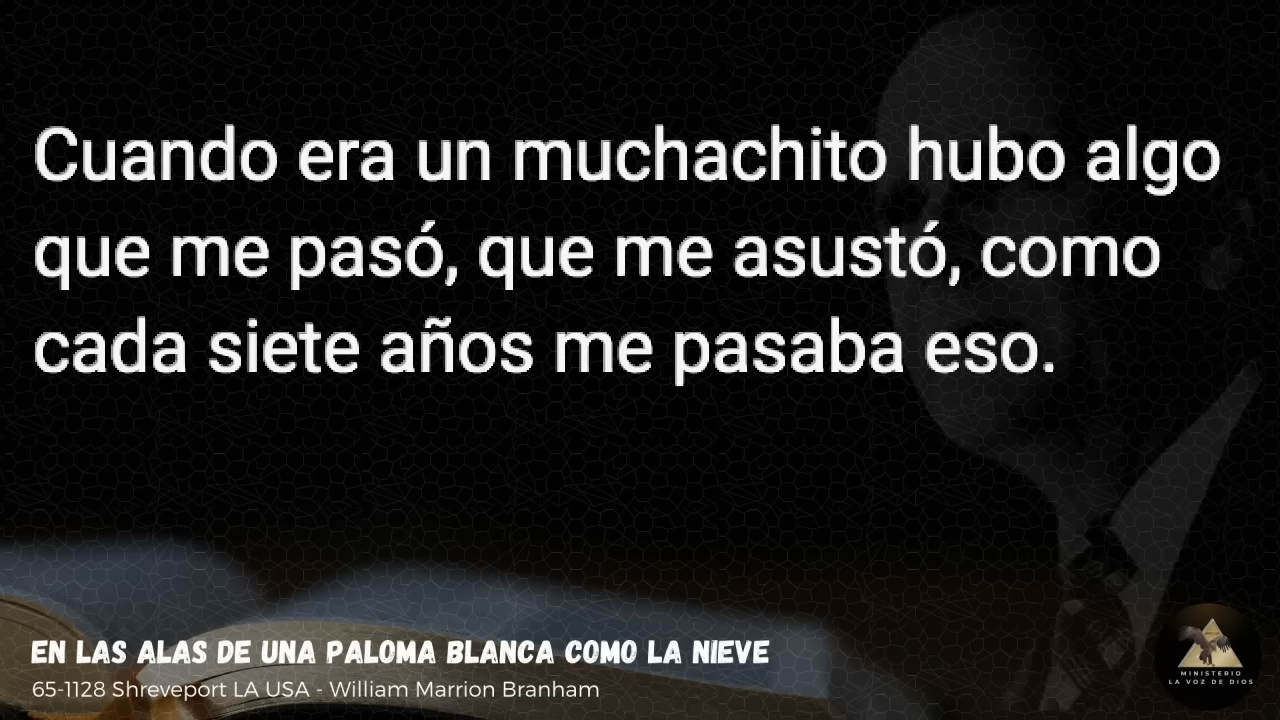 Cuando era un muchachito hubo algo
que me pasó, que me asustó, como
cada siete años me pasaba eso.
EN LAS ALAS DE UNA PALOMA BLANCA COMO LA NIEVE
65-1128 Shreveport LA USA - William Marrion Branham
MINISTERIO
LA VOZ DE DIOS